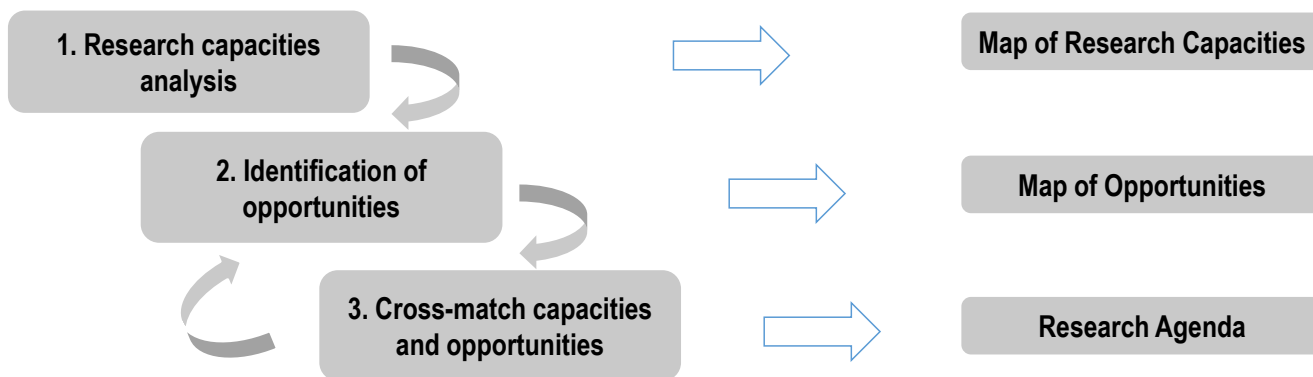 1. Research capacities
analysis
Map of Research Capacities
2. Identification of
opportunities
Map of Opportunities
3. Cross-match capacities
and opportunities
Research Agenda